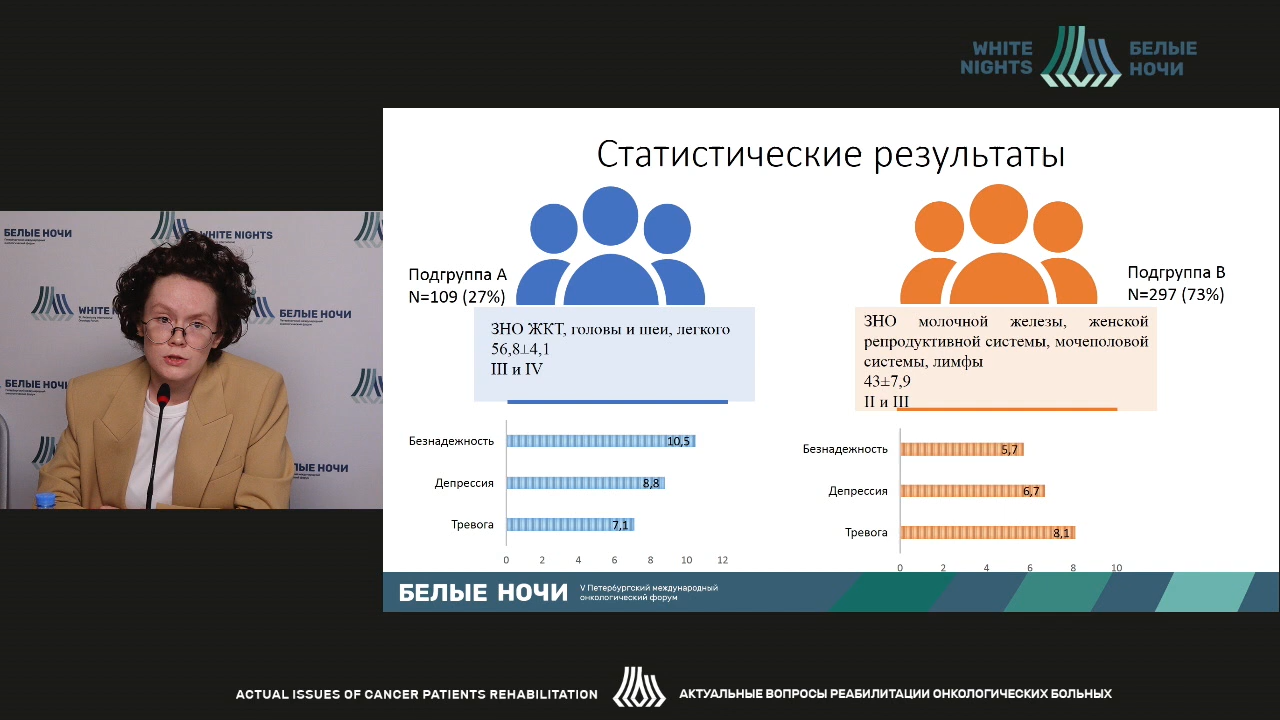 WHITE
NIGHTS
БЕЛЫЕ
НОЧИ
Статистические результаты
Подгруппа А
N=109 (27%)
Подгруппа В
N=297 (73%)
ЗНО ЖКТ, головы и шеи, легкого
56,8±4,1
III и IV
ЗНО молочной железы, женской
репродуктивной системы, мочеполовой
системы, лимфы
43±7,9
II и III
Безнадежность 10,5
Депрессия 8,8
Тревога 7,1
0 2 4 6 8 10 12
Безнадежность 5,7
Депрессия 6,7
Тревога 8,1
0 2 4 6 8 10
БЕЛЫЕ НОЧИ
V Петербургский международный
онкологический форум
БЕЛЫЕ НОЧИ
WHITE NIGHTS
WHITE
БЕЛЫЕ НОЧИ
БЕЛЫЕ НОЧИ
БЕЛЫЕ НОЧИ
ACTUAL ISSUES OF CANCER PATIENTS REHABILITATION
АКТУАЛЬНЫЕ ВОПРОСЫ РЕАБИЛИТАЦИИ ОНКОЛОГИЧЕСКИХ БОЛЬНЫХ